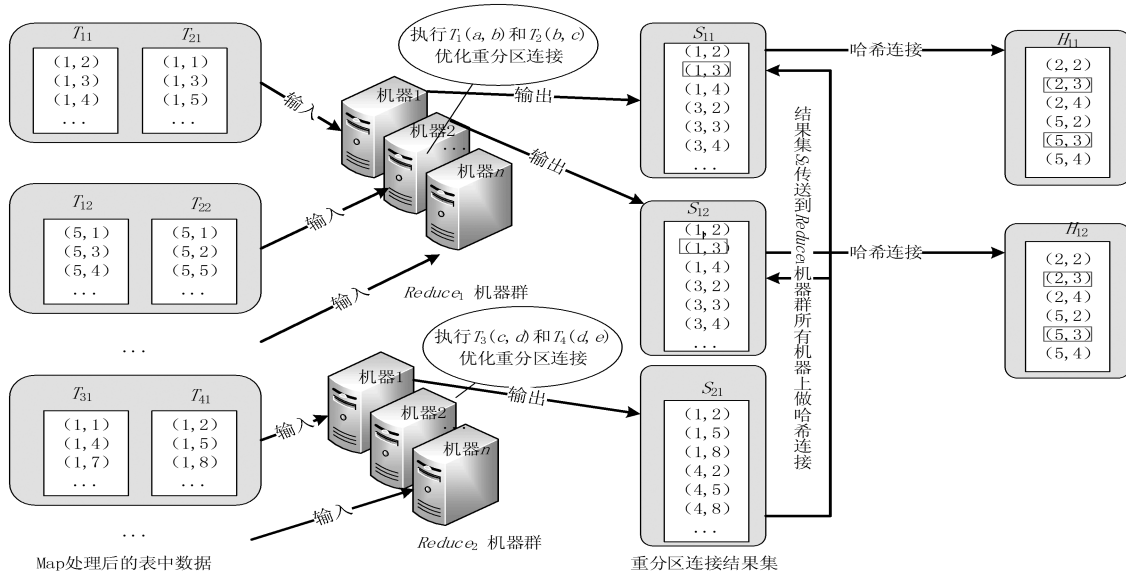 T11 T21
(1, 2) (1, 1)
(1, 3) (1, 3)
(1, 4) (1, 5)
... ...
输入
T12 T22
(5, 1) (5, 1)
(5, 3) (5, 2)
(5, 4) (5, 5)
... ...
输入
...
输入
T31 T41
(1, 1) (1, 2)
(1, 4) (1, 5)
(1, 7) (1, 8)
... ...
输入
...
输入
Map处理后的表中数据
执行T1(a, b)和T2(b, c)
优化重分区连接
机器1
机器2
...
机器n
Reduce1 机器群
输出
输出
执行T3(c, d)和T4(d, e)
优化重分区连接
机器1
机器2
...
机器n
Reduce2 机器群
输出
S11
(1, 2)
(1, 3)
(1, 4)
(3, 2)
(3, 3)
(3, 4)
...
S12
(1, 2)
(1, 3)
(1, 4)
(3, 2)
(3, 3)
(3, 4)
...
S21
(1, 2)
(1, 5)
(1, 8)
(4, 2)
(4, 5)
(4, 8)
...
重分区连接结果集
结果集S2传送到Reduce1机器群所有机器上做哈希连接
哈希连接
哈希连接
H11
(2, 2)
(2, 3)
(2, 4)
(5, 2)
(5, 3)
(5, 4)
H12
(2, 2)
(2, 3)
(2, 4)
(5, 2)
(5, 3)
(5, 4)